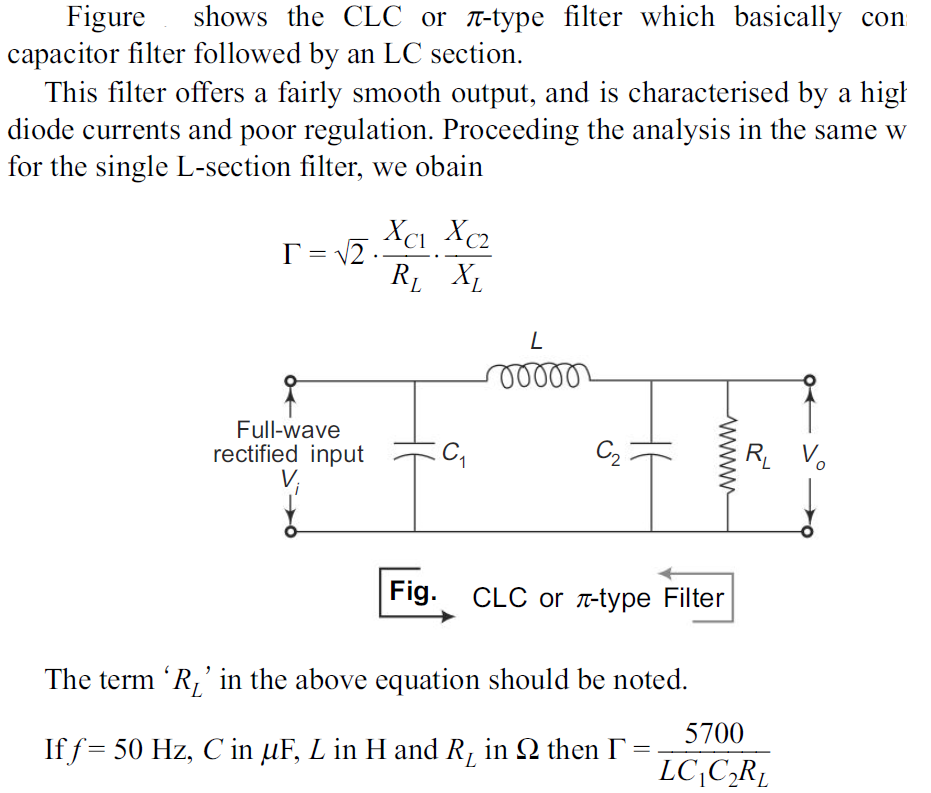 Figure shows the CLC or π-type filter which basically con
capacitor filter followed by an LC section.
This filter offers a fairly smooth output, and is characterised by a high
diode currents and poor regulation. Proceeding the analysis in the same w
for the single L-section filter, we obain
Γ = √2 · X_C1/R_L · X_C2/X_L
L
Full-wave
rectified input
V_i
C₁
C₂
R_L
V_o
Fig. CLC or π-type Filter
The term ‘R_L’ in the above equation should be noted.
If f = 50 Hz, C in μF, L in H and R_L in Ω then Γ = 5700/LC₁C₂R_L